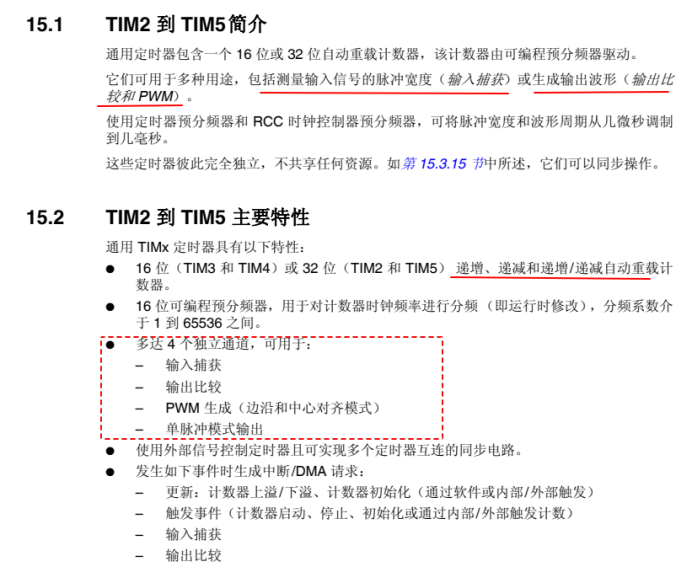 15.1 TIM2 到 TIM5简介
通用定时器包含一个 16 位或 32 位自动重载计数器，该计数器由可编程预分频器驱动。
它们可用于多种用途，包括测量输入信号的脉冲宽度（输入捕获）或生成输出波形（输出比
较和 PWM）。
使用定时器预分频器和 RCC 时钟控制器预分频器，可将脉冲宽度和波形周期从几微秒调制
到几毫秒。
这些定时器彼此完全独立，不共享任何资源。如第 15.3.15 节中所述，它们可以同步操作。
15.2 TIM2 到 TIM5 主要特性
通用 TIMx 定时器具有以下特性：
● 16 位（TIM3 和 TIM4）或 32 位（TIM2 和 TIM5） 递增、递减和递增/递减自动重载计
数器。
● 16 位可编程预分频器，用于对计数器时钟频率进行分频 （即运行时修改），分频系数介
于 1 到 65536 之间。
● 多达 4 个独立通道，可用于：
– 输入捕获
– 输出比较
– PWM 生成（边沿和中心对齐模式）
– 单脉冲模式输出
● 使用外部信号控制定时器且可实现多个定时器互连的同步电路。
● 发生如下事件时生成中断/DMA 请求：
– 更新：计数器上溢/下溢、计数器初始化（通过软件或内部/外部触发）
– 触发事件（计数器启动、停止、初始化或通过内部/外部触发计数）
– 输入捕获
– 输出比较